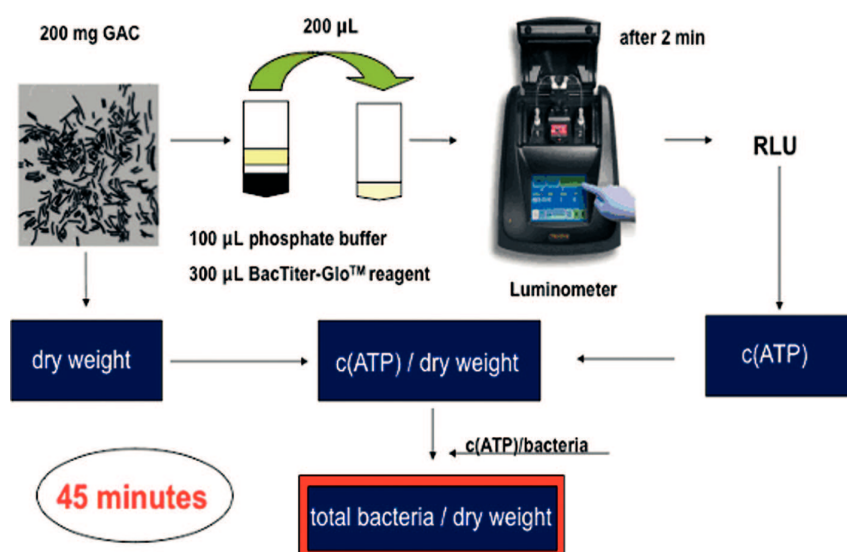 200 mg GAC
200 µL
after 2 min
RLU
100 µL phosphate buffer
300 µL BacTiter-Glo™ reagent
Luminometer
dry weight
c(ATP) / dry weight
c(ATP)
c(ATP)/bacteria
45 minutes
total bacteria / dry weight